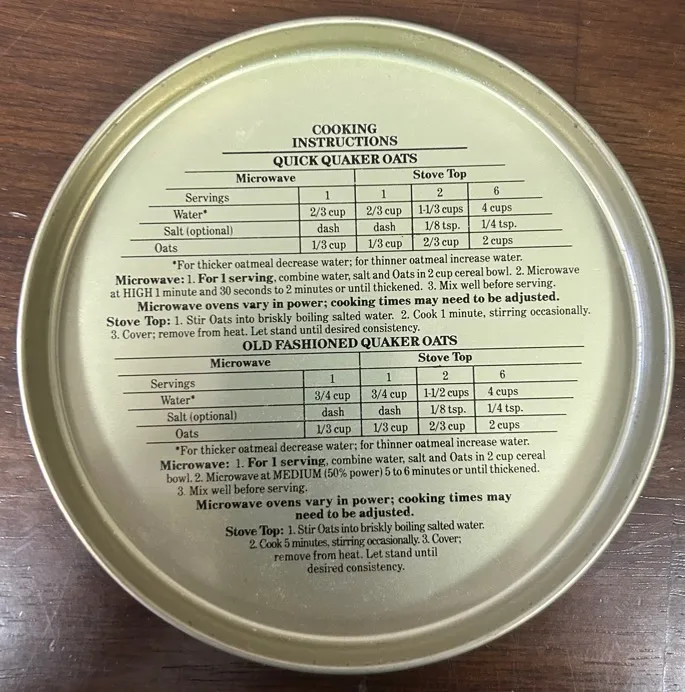 COOKING
INSTRUCTIONS
QUICK QUAKER OATS
Microwave Stove Top
Servings 1 1 2 6
Water* 2/3 cup 2/3 cup 1-1/3 cups 4 cups
Salt (optional) dash dash 1/8 tsp. 1/4 tsp.
Oats 1/3 cup 1/3 cup 2/3 cup 2 cups
*For thicker oatmeal decrease water; for thinner oatmeal increase water.
Microwave: 1. For 1 serving, combine water, salt and Oats in 2 cup cereal bowl. 2. Microwave
at HIGH 1 minute and 30 seconds to 2 minutes or until thickened. 3. Mix well before serving.
Microwave ovens vary in power; cooking times may need to be adjusted.
Stove Top: 1. Stir Oats into briskly boiling salted water. 2. Cook 1 minute, stirring occasionally.
3. Cover; remove from heat. Let stand until desired consistency.
OLD FASHIONED QUAKER OATS
Microwave Stove Top
Servings 1 1 2 6
Water* 3/4 cup 3/4 cup 1-1/2 cups 4 cups
Salt (optional) dash dash 1/8 tsp. 1/4 tsp.
Oats 1/3 cup 1/3 cup 2/3 cup 2 cups
*For thicker oatmeal decrease water; for thinner oatmeal increase water.
Microwave: 1. For 1 serving, combine water, salt and Oats in 2 cup cereal
bowl. 2. Microwave at MEDIUM (50% power) 5 to 6 minutes or until thickened.
3. Mix well before serving.
Microwave ovens vary in power; cooking times may
need to be adjusted.
Stove Top: 1. Stir Oats into briskly boiling salted water.
2. Cook 5 minutes, stirring occasionally. 3. Cover;
remove from heat. Let stand until
desired consistency.